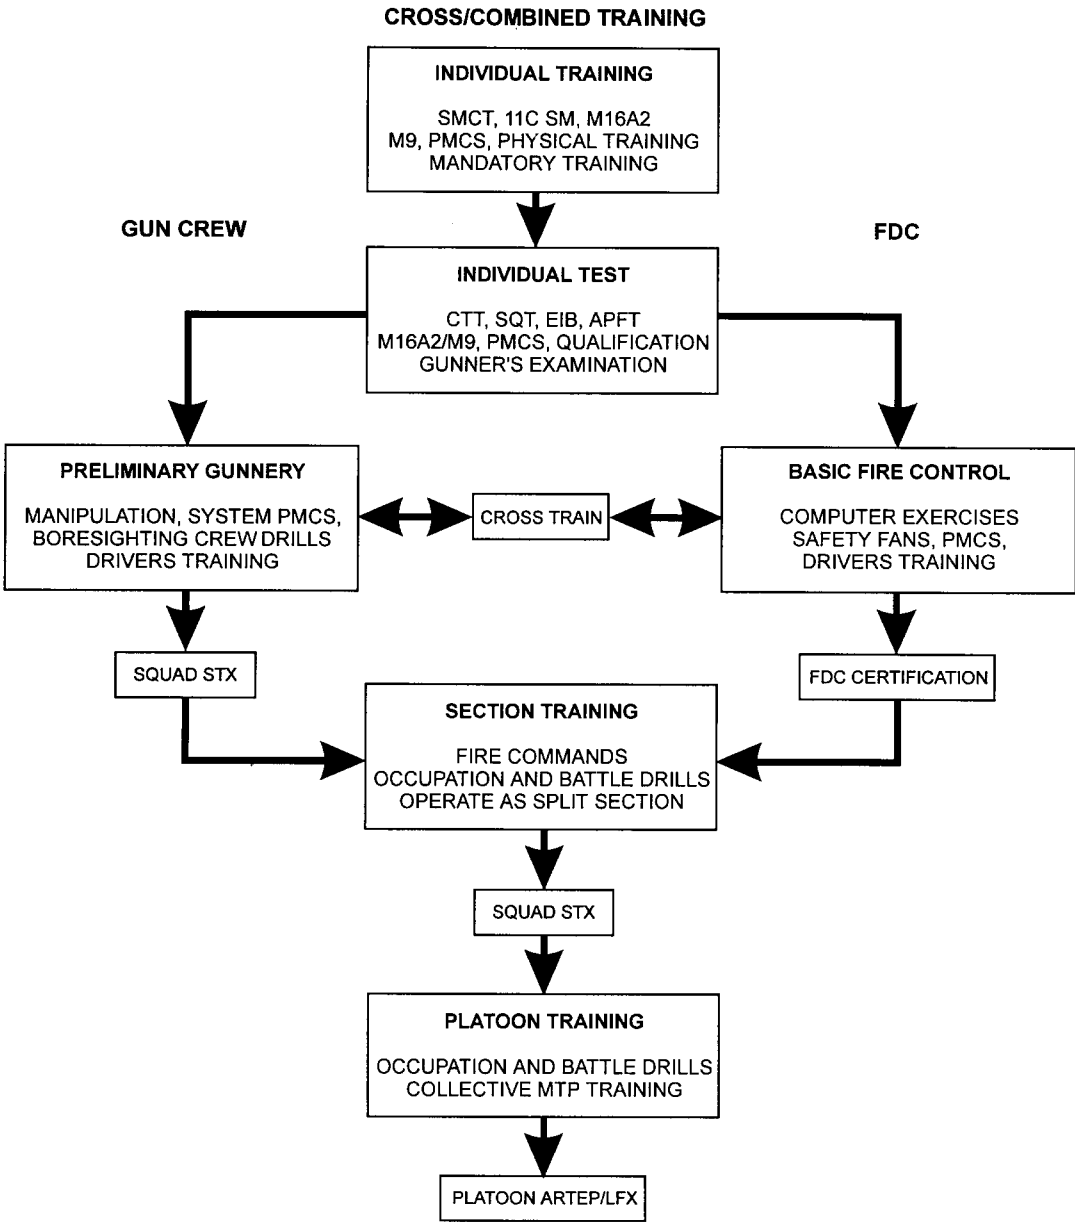 CROSS/COMBINED TRAINING
INDIVIDUAL TRAINING
SMCT, 11C SM, M16A2
M9, PMCS, PHYSICAL TRAINING
MANDATORY TRAINING
GUN CREW
FDC
INDIVIDUAL TEST
CTT, SQT, EIB, APFT
M16A2/M9, PMCS, QUALIFICATION
GUNNER'S EXAMINATION
PRELIMINARY GUNNERY
MANIPULATION, SYSTEM PMCS,
BORESIGHTING CREW DRILLS
DRIVERS TRAINING
CROSS TRAIN
BASIC FIRE CONTROL
COMPUTER EXERCISES
SAFETY FANS, PMCS,
DRIVERS TRAINING
SQUAD STX
FDC CERTIFICATION
SECTION TRAINING
FIRE COMMANDS
OCCUPATION AND BATTLE DRILLS
OPERATE AS SPLIT SECTION
SQUAD STX
PLATOON TRAINING
OCCUPATION AND BATTLE DRILLS
COLLECTIVE MTP TRAINING
PLATOON ARTEP/LFX